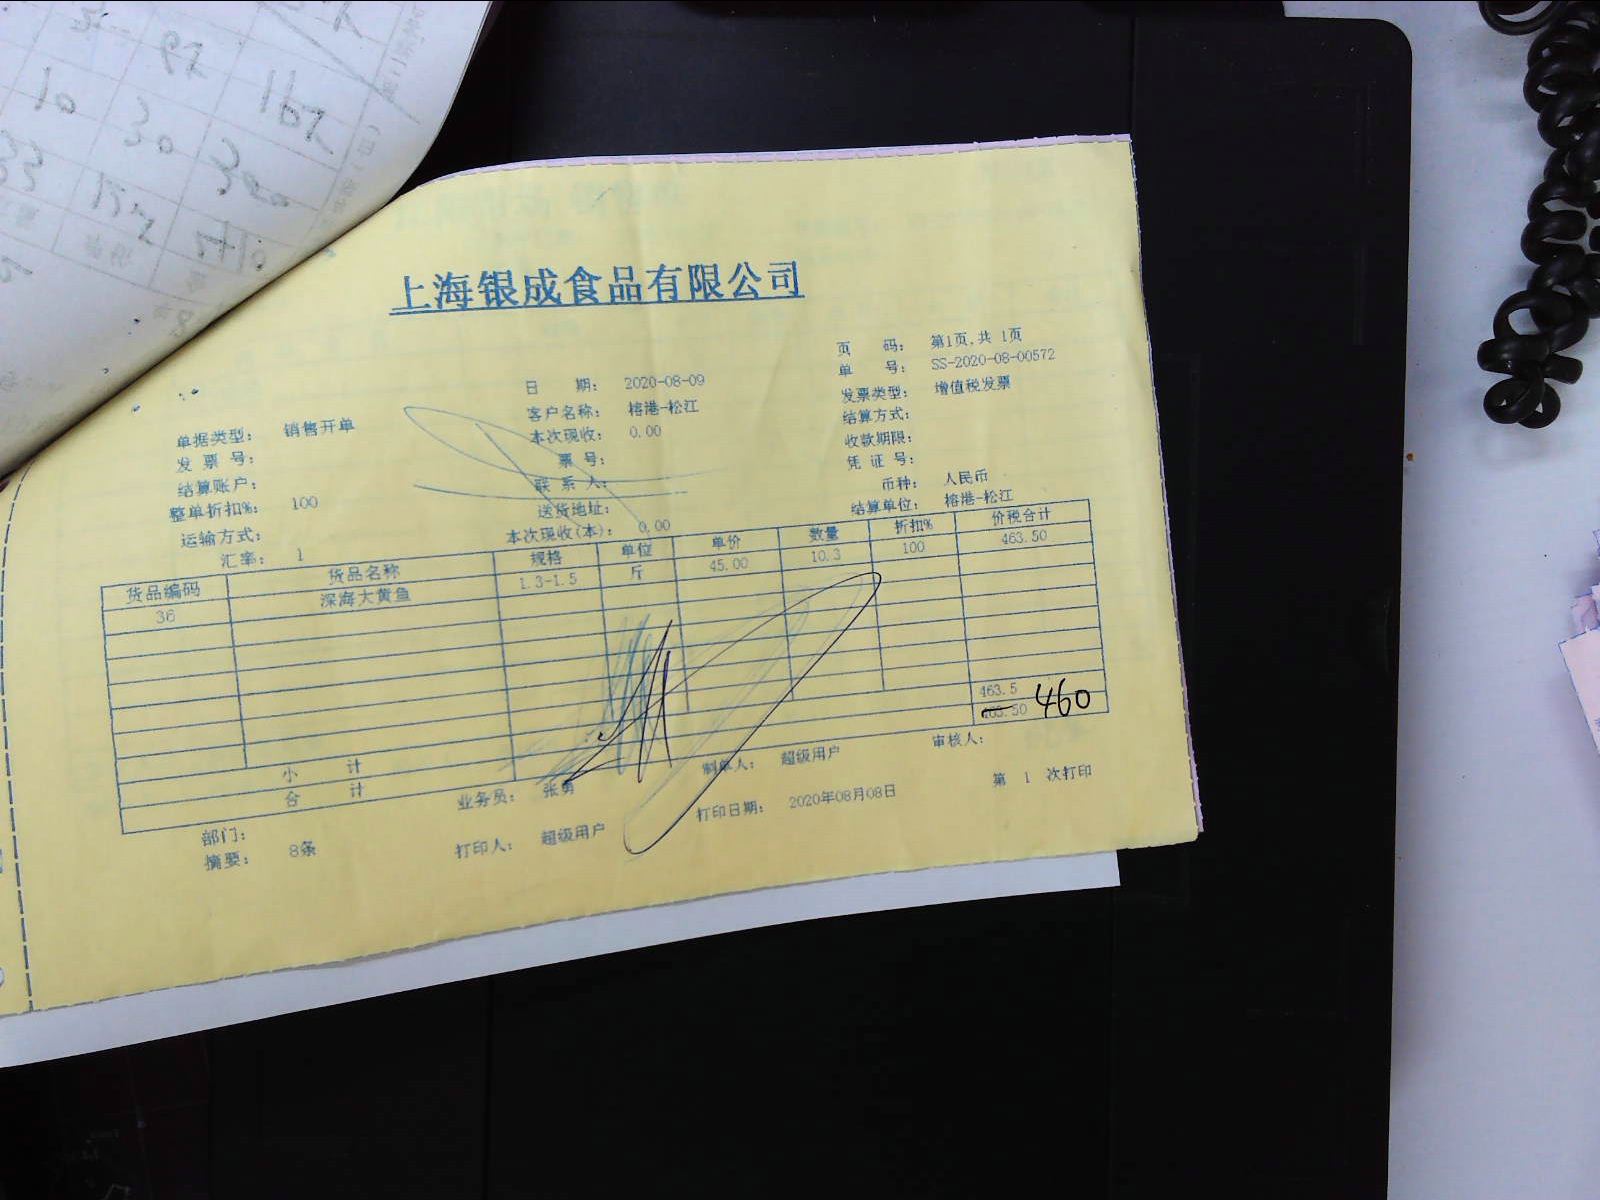 上海银成食品有限公司
页 码： 第1页,共 1页
单 号： SS-2020-08-00572
日 期： 2020-08-09
发票类型： 增值税发票
客户名称： 榕港-松江
结算方式：
单据类型： 销售开单
本次现收： 0.00
收款期限：
发 票 号：
票 号：
凭 证 号：
结算账户：
联 系 人：
币种： 人民币
整单折扣%： 100
送货地址：
结算单位： 榕港-松江
运输方式：
本次现收(本)： 0.00
汇率： 1
货品编码 货品名称 规格 单位 单价 数量 折扣% 价税合计
36 深海大黄鱼 1.3-1.5 斤 45.00 10.3 100 463.50
小 计 463.5
合 计 463.50 460
部门： 业务员： 张勇 制单人： 超级用户 审核人：
摘要： 8条 打印人： 超级用户 打印日期： 2020年08月08日 第 1 次打印
92
10 30 162
33 300